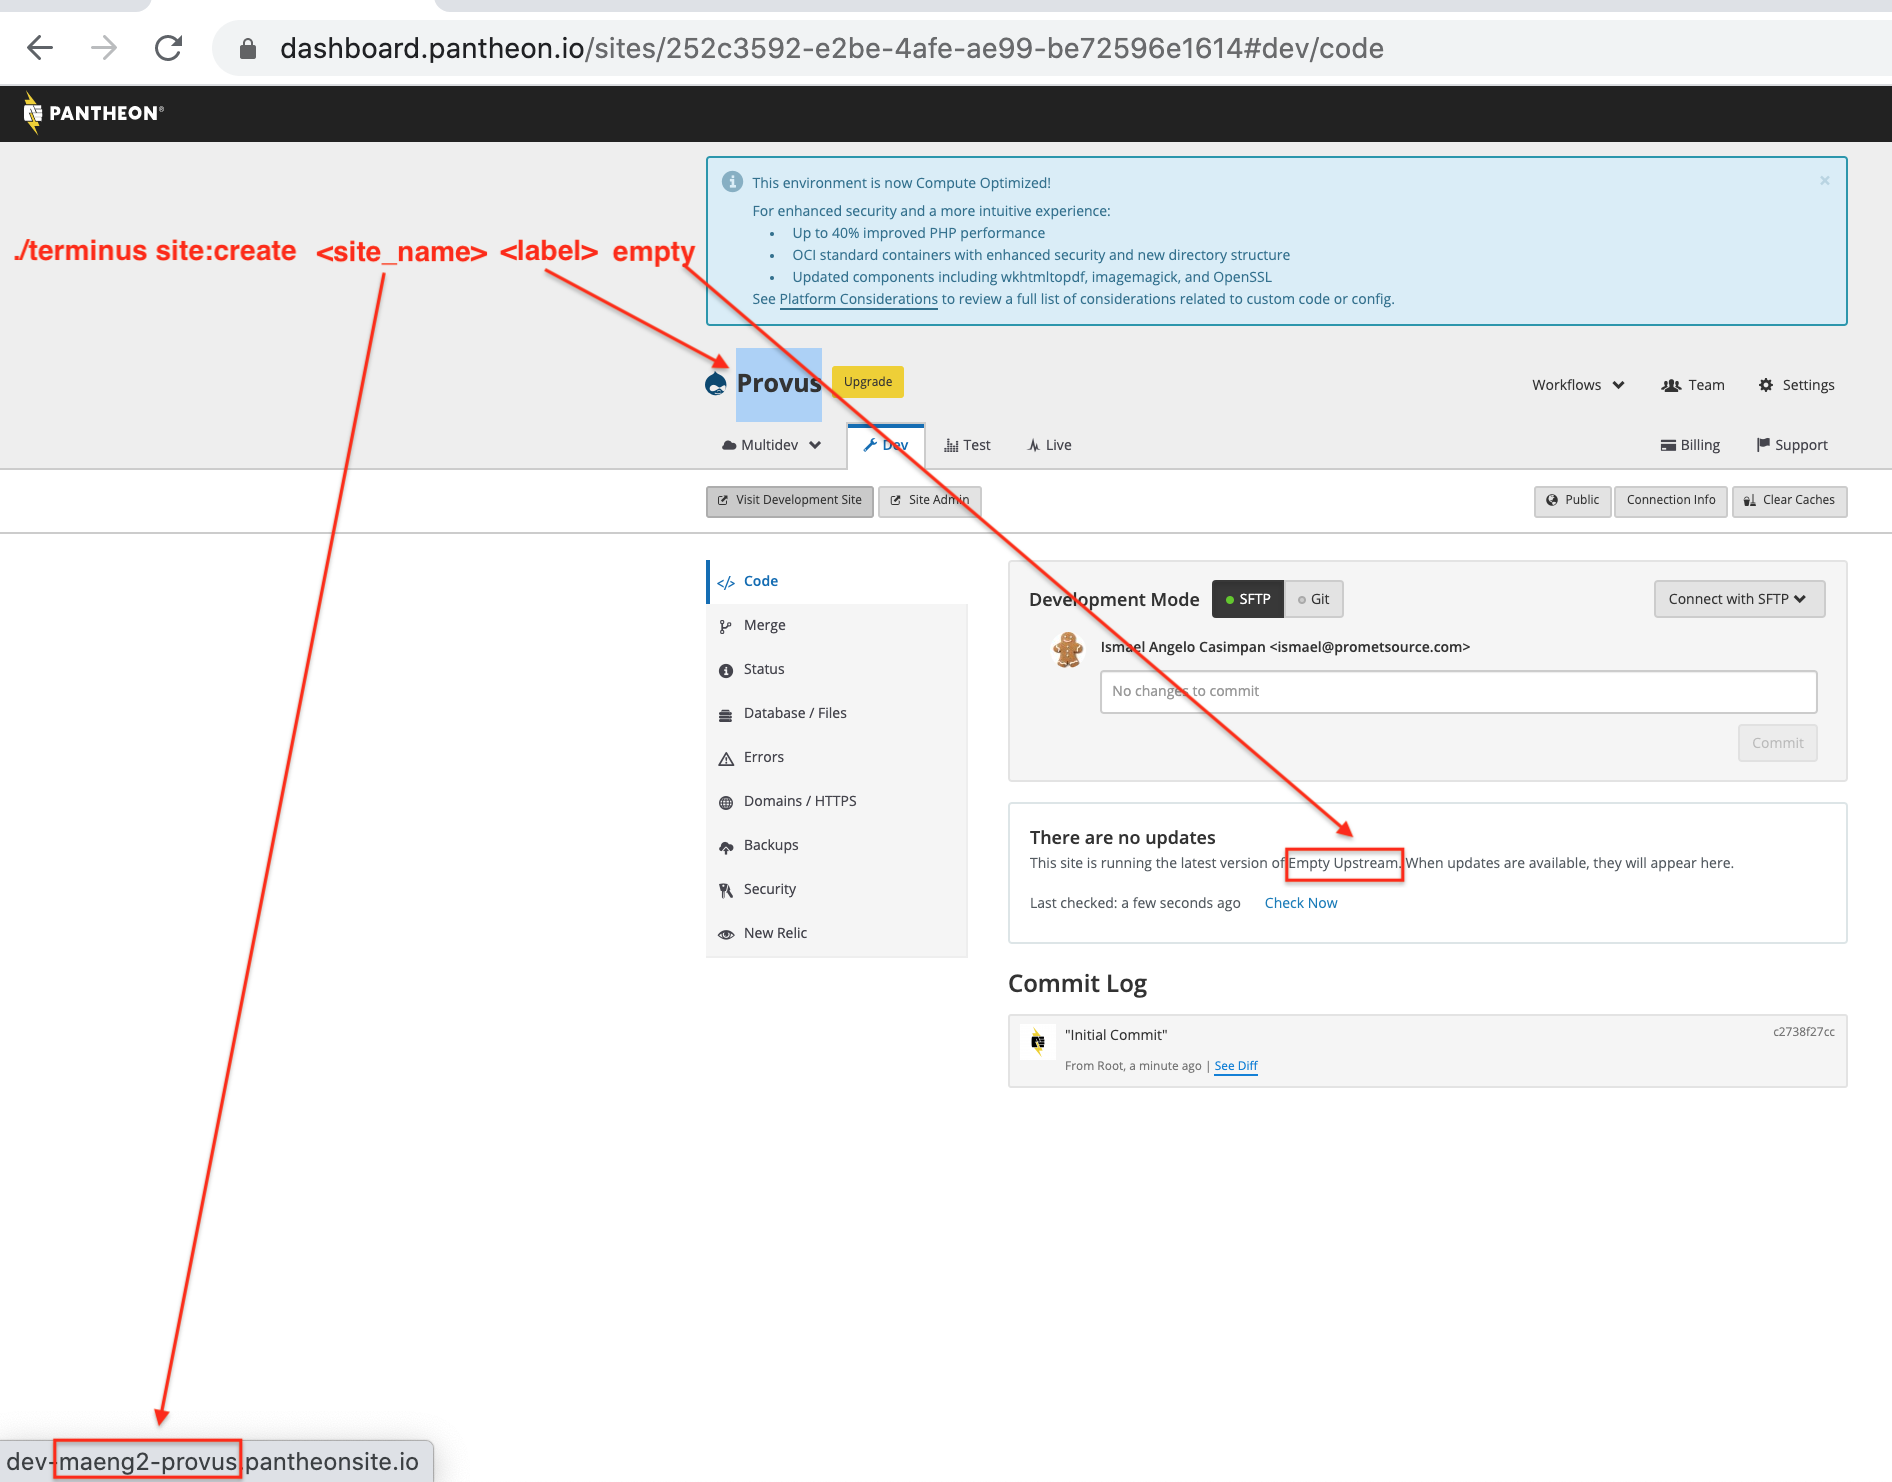 dashboard.pantheon.io/sites/252c3592-e2be-4afe-ae99-be72596e1614#dev/code
PANTHEON®
This environment is now Compute Optimized!
×
For enhanced security and a more intuitive experience:
• Up to 40% improved PHP performance
• OCI standard containers with enhanced security and new directory structure
• Updated components including wkhtmltopdf, imagemagick, and OpenSSL
See Platform Considerations to review a full list of considerations related to custom code or config.
./terminus site:create <site_name> <label> empty
Provus Upgrade
Workflows Team Settings
Multidev Dev Test Live
Billing Support
Visit Development Site Site Admin
Public Connection Info Clear Caches
Code
Merge
Status
Database / Files
Errors
Domains / HTTPS
Backups
Security
New Relic
Development Mode SFTP Git
Connect with SFTP
Ismael Angelo Casimpan <ismael@prometsource.com>
No changes to commit
Commit
There are no updates
This site is running the latest version of Empty Upstream. When updates are available, they will appear here.
Last checked: a few seconds ago Check Now
Commit Log
"Initial Commit"
c2738f27cc
From Root, a minute ago | See Diff
dev-maeng2-provus.pantheonsite.io